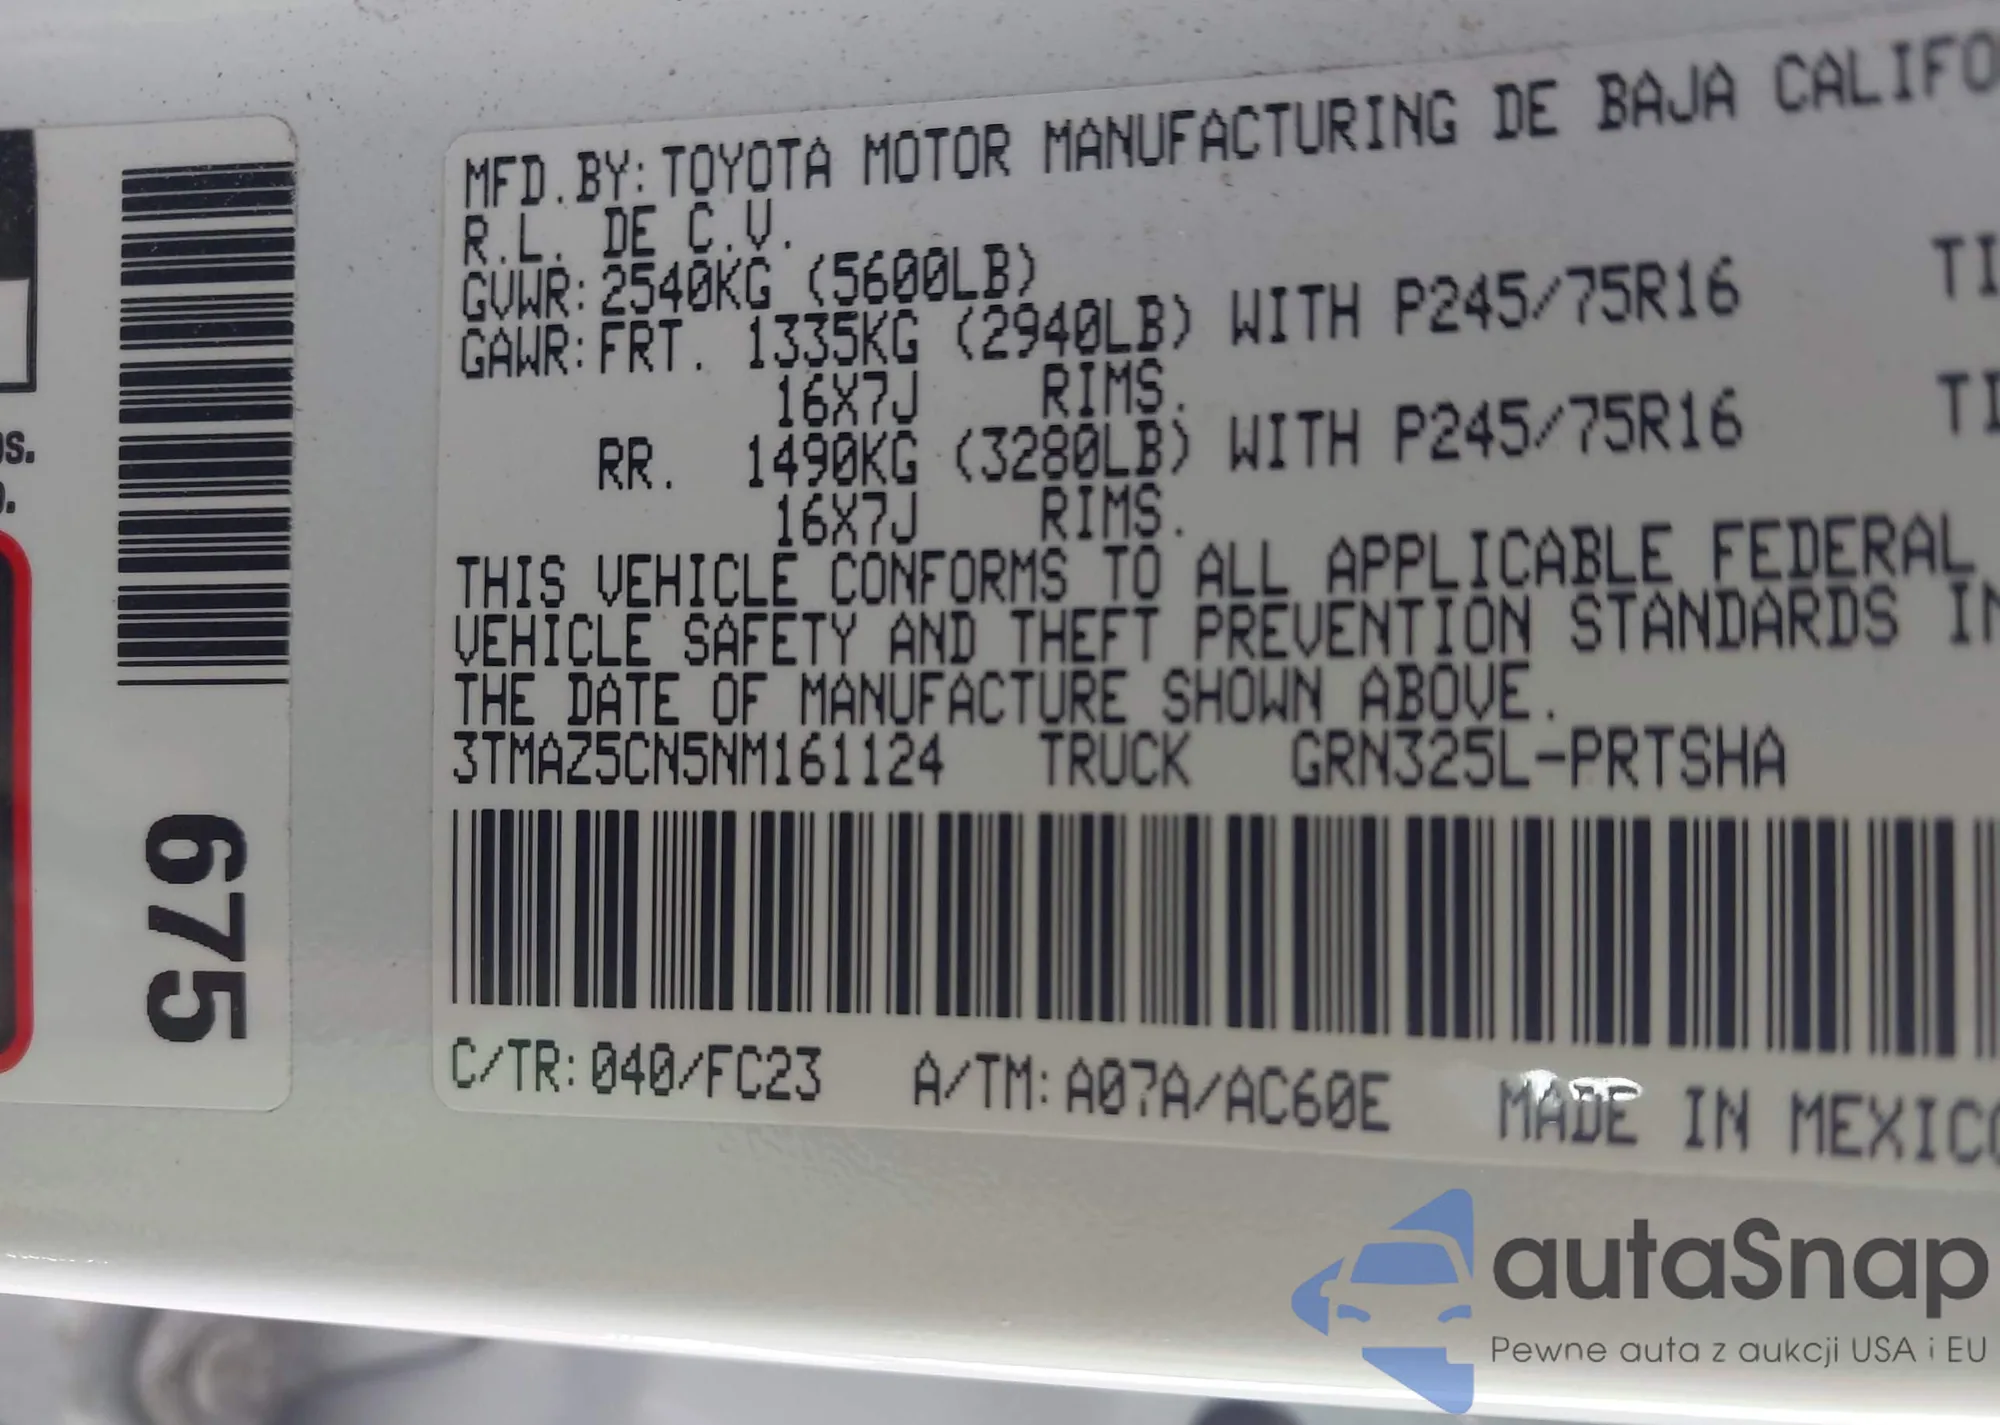 MFD.BY: TOYOTA MOTOR MANUFACTURING DE BAJA CALIFO
R.L. DE C.V.
GVWR: 2540KG (5600LB)
GAWR: FRT. 1335KG (2940LB) WITH P245/75R16 TI
16X7J RIMS.
RR. 1490KG (3280LB) WITH P245/75R16 TI
16X7J RIMS.
THIS VEHICLE CONFORMS TO ALL APPLICABLE FEDERAL
VEHICLE SAFETY AND THEFT PREVENTION STANDARDS IN
THE DATE OF MANUFACTURE SHOWN ABOVE.
3TMAZ5CN5NM161124 TRUCK GRN325L-PRTSHA
C/TR: 040/FC23 A/TM: A07A/AC60E MADE IN MEXICO
675
autaSnap
Pewne auta z aukcji USA i EU